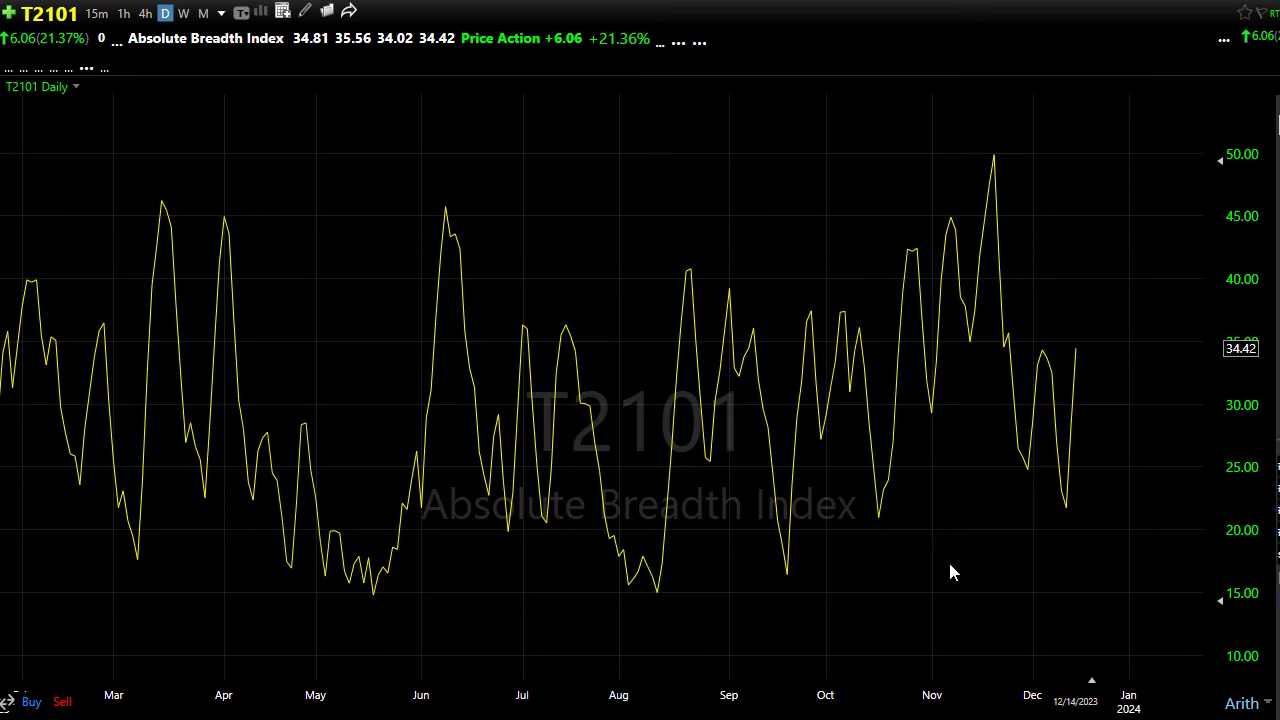 T2101 15m 1h 4h D W M
6.06(21.37%) 0 ... Absolute Breadth Index 34.81 35.56 34.02 34.42 Price Action +6.06 +21.36% ... ... ... ... 6.06(
... ... ... ... ... ... ...
T2101 Daily
50.00
45.00
40.00
34.42
30.00
25.00
20.00
15.00
10.00
T2101
Absolute Breadth Index
Mar Apr May Jun Jul Aug Sep Oct Nov Dec 12/14/2023 Jan 2024
Buy Sell
Arith